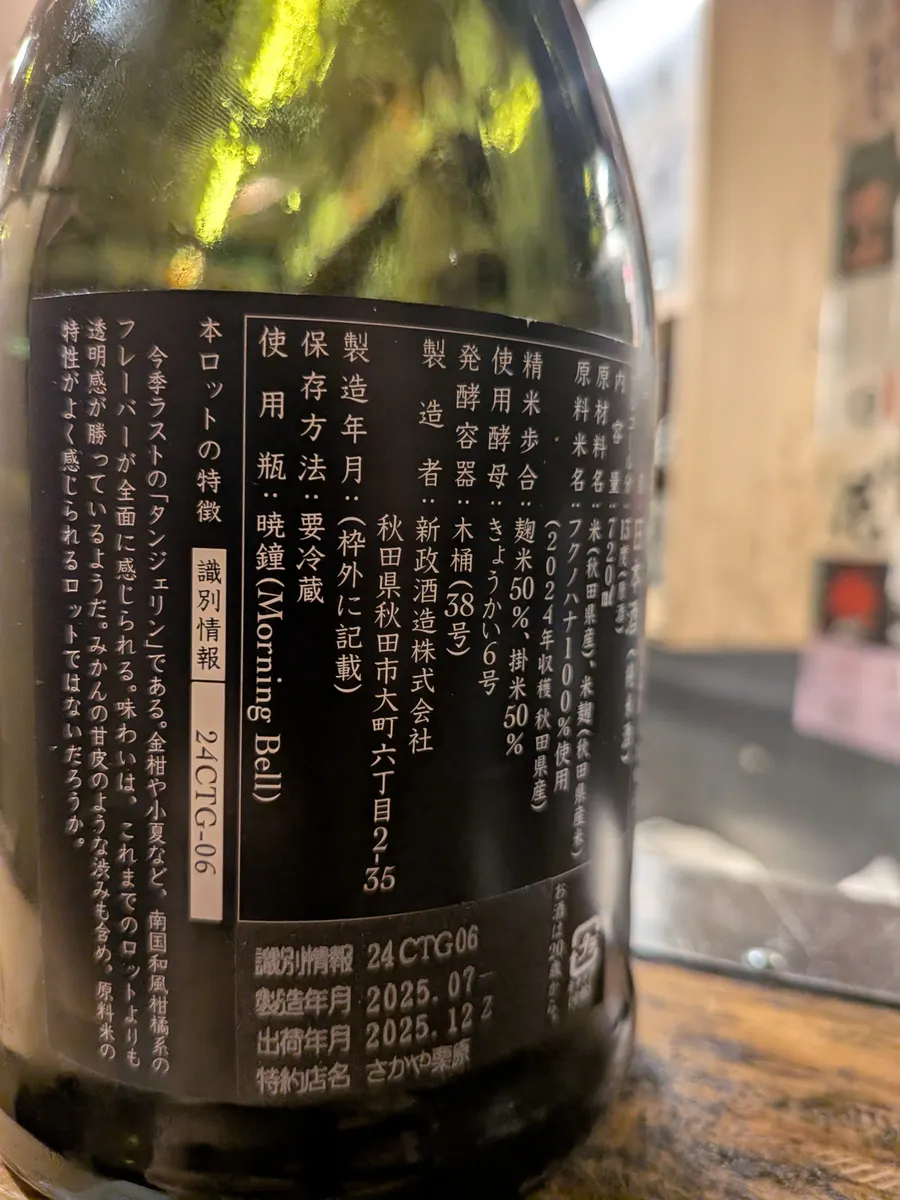 日本酒
15度(原酒)
内容量:720ml
原材料名:米(秋田県産)、米麹(秋田県産米)
原料米名:フクノハナ100%使用
(2024年収穫 秋田県産)
精米歩合:麹米50%、掛米50%
使用酵母:きょうかい6号
発酵容器:木桶(38号)
製造者:新政酒造株式会社
秋田県秋田市大町六丁目2-35
製造年月:(枠外に記載)
保存方法:要冷蔵
使用瓶:暁鐘(Morning Bell)
お酒は20歳から
識別情報 24CTG06
製造年月 2025.07-
出荷年月 2025.12 Z
特約店名 さかや栗原
本ロットの特徴 識別情報 24CTG-06
今季ラストの「タンジェリン」である。金柑や小夏など、南国和風柑橘系の
フレーバーが全面に感じられる。味わいは、これまでのロットよりも
透明感が勝っているようだ。みかんの甘皮のような渋みも含め、原料米の
特性がよく感じられるロットではないだろうか。